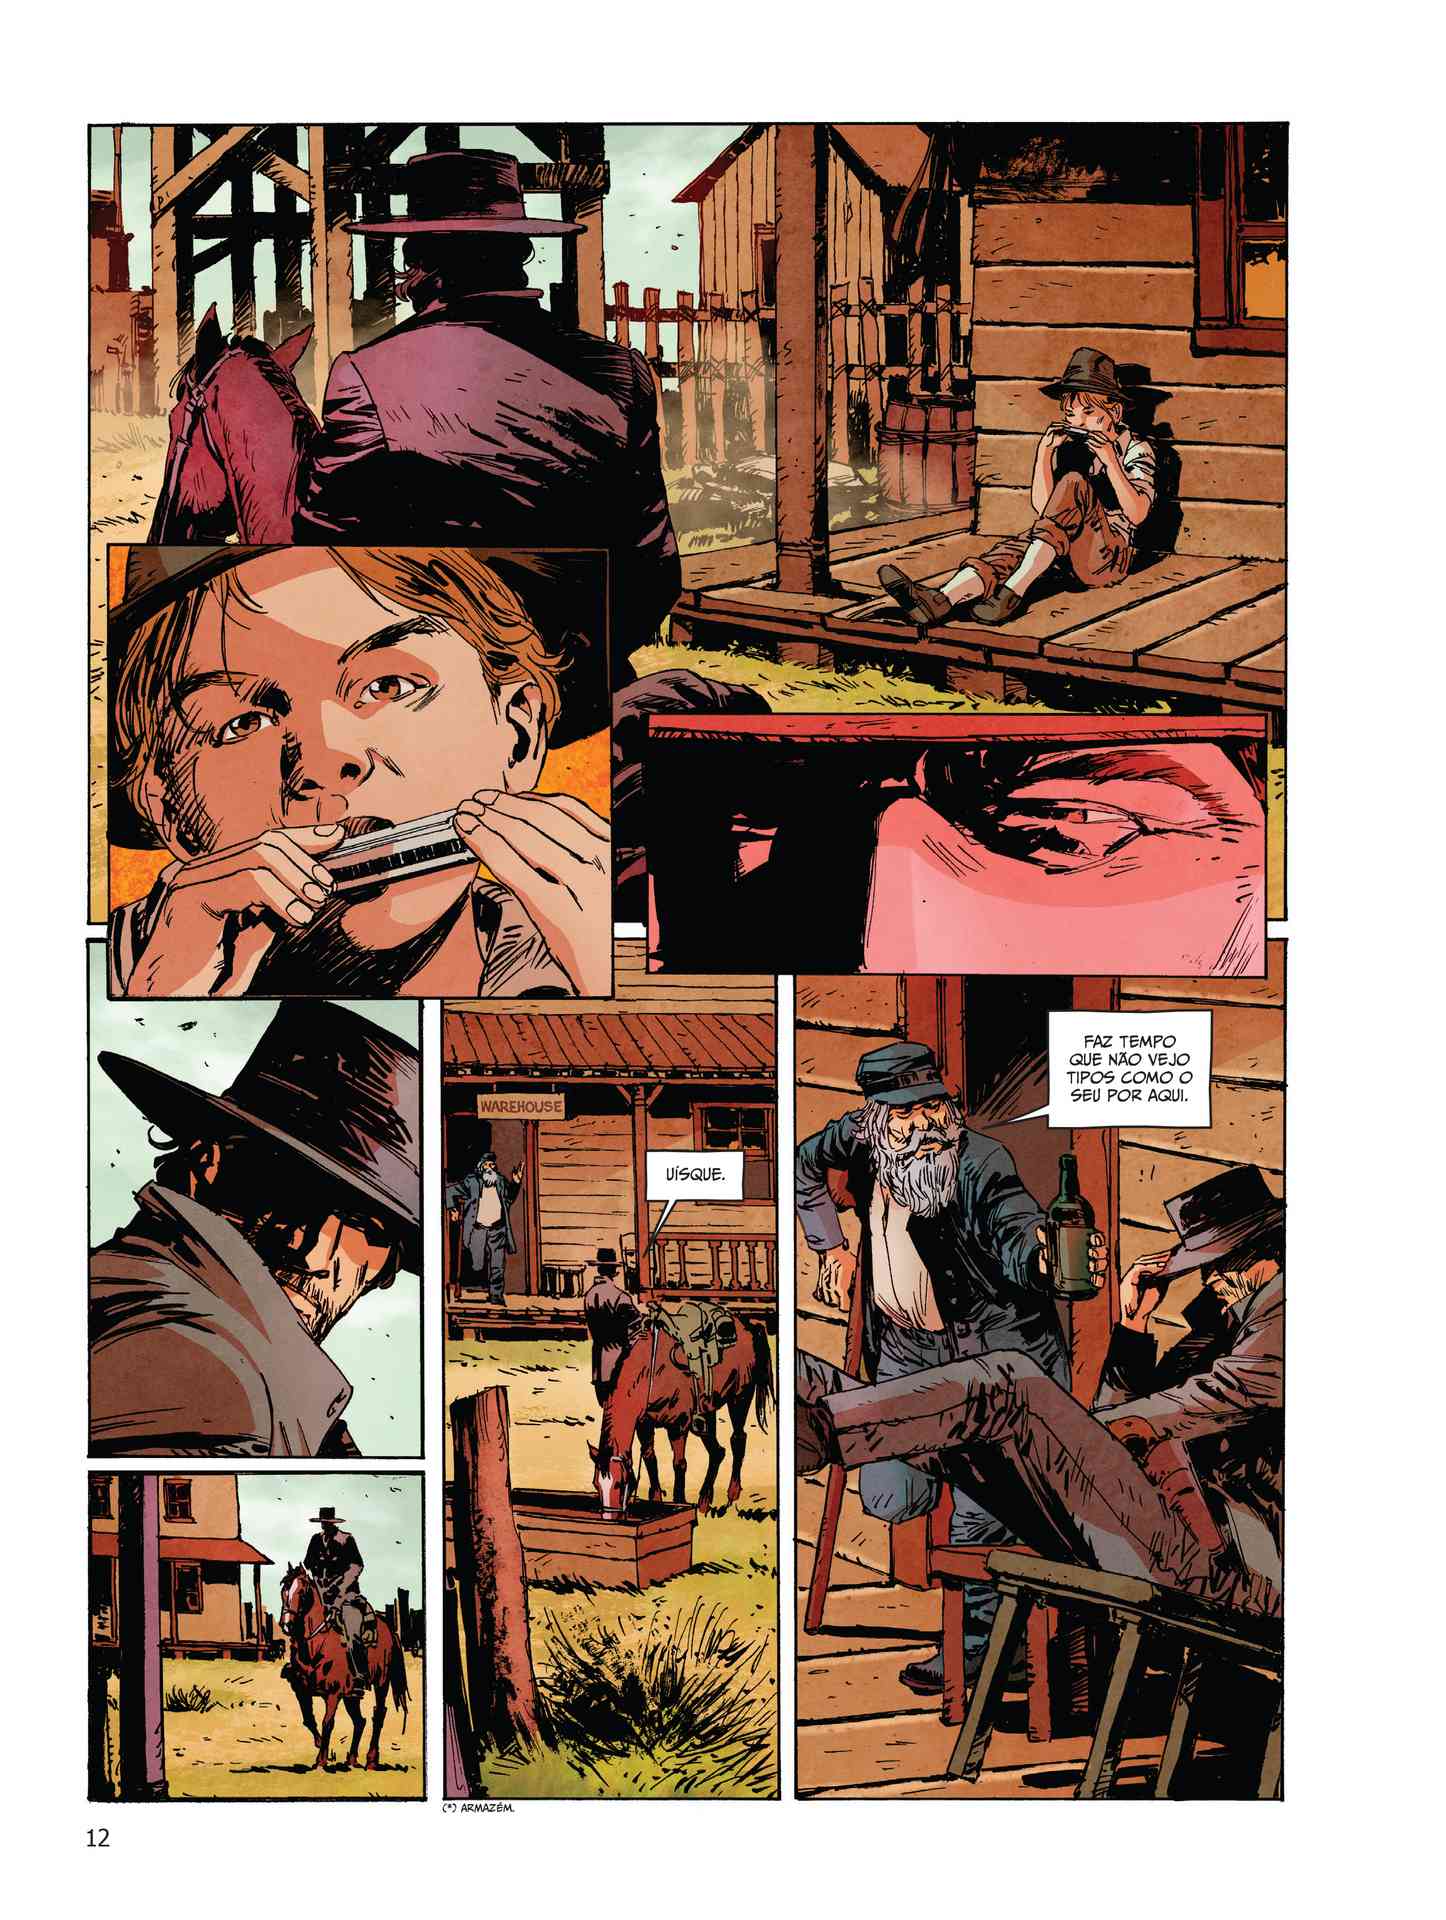 WAREHOUSE
UÍSQUE.
FAZ TEMPO
QUE NÃO VEJO
TIPOS COMO O
SEU POR AQUI.
(*) ARMAZÉM.
12